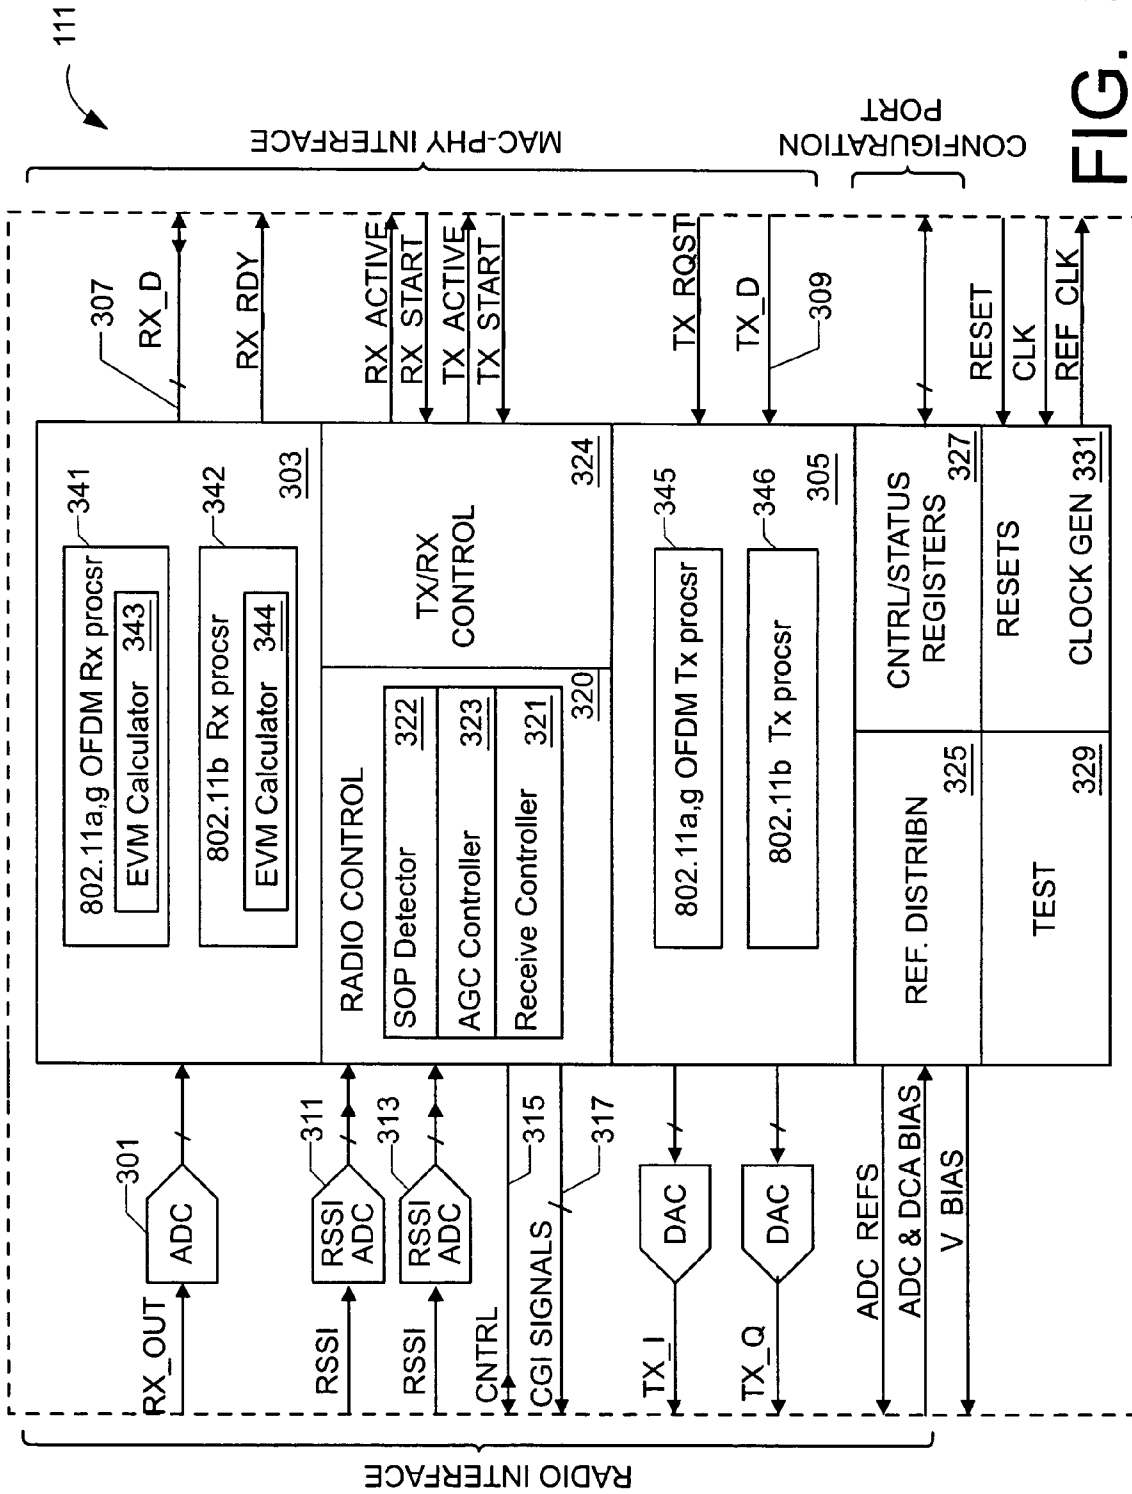 111
MAC-PHY INTERFACE
CONFIGURATION
PORT
FIG.
307
RX_D
RX_RDY
RX_ACTIVE
RX_START
TX_ACTIVE
TX_START
TX_RQST
TX_D
309
RESET
CLK
REF_CLK
341
802.11a,g OFDM Rx procsr
EVM Calculator 343
342
802.11b Rx procsr
EVM Calculator 344
303
TX/RX
CONTROL
324
RADIO CONTROL
SOP Detector 322
AGC Controller 323
Receive Controller 321
320
345
802.11a,g OFDM Tx procsr
346
802.11b Tx procsr
305
CNTRL/STATUS
REGISTERS
327
REF. DISTRIBN
325
RESETS
CLOCK GEN 331
TEST
329
301
ADC
RX_OUT
311
RSSI
ADC
RSSI
313
RSSI
ADC
RSSI
315
CNTRL
317
CGI SIGNALS
DAC
TX_I
DAC
TX_Q
ADC REFS
ADC & DCA BIAS
V BIAS
RADIO INTERFACE